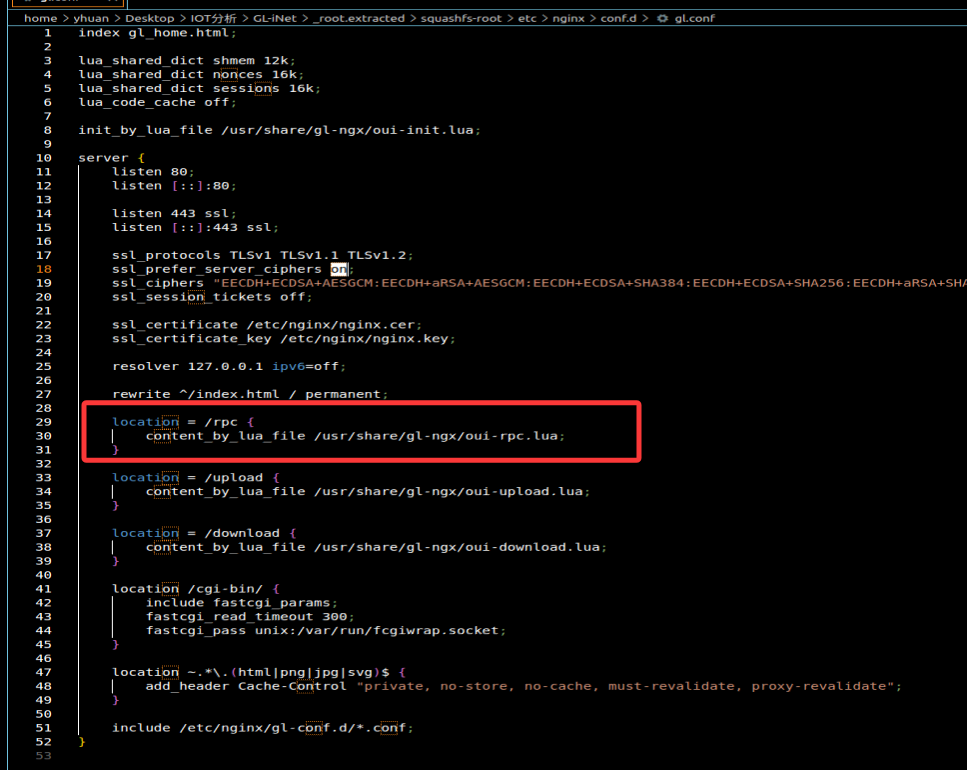 home > yhuan > Desktop > IOT分析 > GL-iNet > _root.extracted > squashfs-root > etc > nginx > conf.d > gl.conf
1 index gl_home.html;
2
3 lua_shared_dict shmem 12k;
4 lua_shared_dict nonces 16k;
5 lua_shared_dict sessions 16k;
6 lua_code_cache off;
7
8 init_by_lua_file /usr/share/gl-ngx/oui-init.lua;
9
10 server {
11 listen 80;
12 listen [::]:80;
13
14 listen 443 ssl;
15 listen [::]:443 ssl;
16
17 ssl_protocols TLSv1 TLSv1.1 TLSv1.2;
18 ssl_prefer_server_ciphers on;
19 ssl_ciphers "EECDH+ECDSA+AESGCM:EECDH+aRSA+AESGCM:EECDH+ECDSA+SHA384:EECDH+ECDSA+SHA256:EECDH+aRSA+SHA
20 ssl_session_tickets off;
21
22 ssl_certificate /etc/nginx/nginx.cer;
23 ssl_certificate_key /etc/nginx/nginx.key;
24
25 resolver 127.0.0.1 ipv6=off;
26
27 rewrite ^/index.html / permanent;
28
29 location = /rpc {
30 content_by_lua_file /usr/share/gl-ngx/oui-rpc.lua;
31 }
32
33 location = /upload {
34 content_by_lua_file /usr/share/gl-ngx/oui-upload.lua;
35 }
36
37 location = /download {
38 content_by_lua_file /usr/share/gl-ngx/oui-download.lua;
39 }
40
41 location /cgi-bin/ {
42 include fastcgi_params;
43 fastcgi_read_timeout 300;
44 fastcgi_pass unix:/var/run/fcgiwrap.socket;
45 }
46
47 location ~.*\.(html|png|jpg|svg)$ {
48 add_header Cache-Control "private, no-store, no-cache, must-revalidate, proxy-revalidate";
49 }
50
51 include /etc/nginx/gl-conf.d/*.conf;
52 }
53